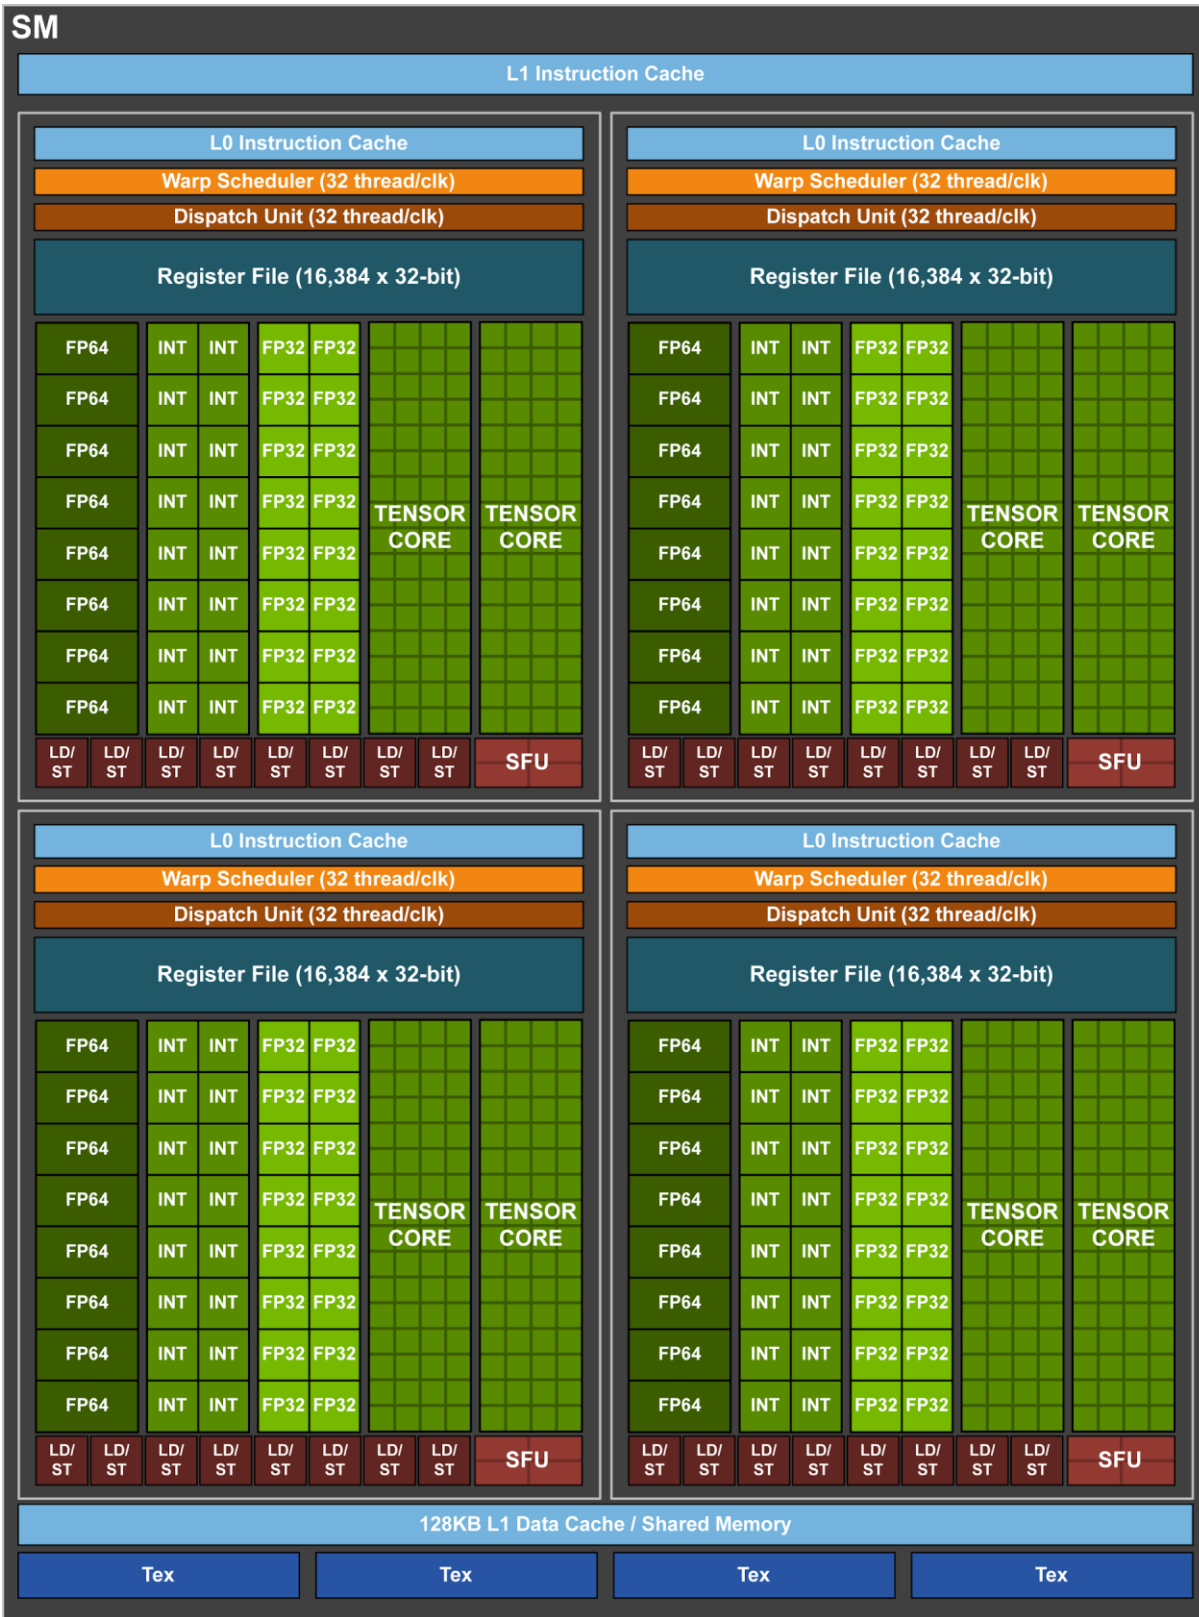 SM
L1 Instruction Cache
L0 Instruction Cache
Warp Scheduler (32 thread/clk)
Dispatch Unit (32 thread/clk)
Register File (16,384 x 32-bit)
FP64 INT INT FP32 FP32
FP64 INT INT FP32 FP32
FP64 INT INT FP32 FP32
FP64 INT INT FP32 FP32
TENSOR CORE TENSOR CORE
FP64 INT INT FP32 FP32
FP64 INT INT FP32 FP32
FP64 INT INT FP32 FP32
FP64 INT INT FP32 FP32
LD/ST LD/ST LD/ST LD/ST LD/ST LD/ST LD/ST LD/ST SFU
L0 Instruction Cache
Warp Scheduler (32 thread/clk)
Dispatch Unit (32 thread/clk)
Register File (16,384 x 32-bit)
FP64 INT INT FP32 FP32
FP64 INT INT FP32 FP32
FP64 INT INT FP32 FP32
FP64 INT INT FP32 FP32
TENSOR CORE TENSOR CORE
FP64 INT INT FP32 FP32
FP64 INT INT FP32 FP32
FP64 INT INT FP32 FP32
FP64 INT INT FP32 FP32
LD/ST LD/ST LD/ST LD/ST LD/ST LD/ST LD/ST LD/ST SFU
L0 Instruction Cache
Warp Scheduler (32 thread/clk)
Dispatch Unit (32 thread/clk)
Register File (16,384 x 32-bit)
FP64 INT INT FP32 FP32
FP64 INT INT FP32 FP32
FP64 INT INT FP32 FP32
FP64 INT INT FP32 FP32
TENSOR CORE TENSOR CORE
FP64 INT INT FP32 FP32
FP64 INT INT FP32 FP32
FP64 INT INT FP32 FP32
FP64 INT INT FP32 FP32
LD/ST LD/ST LD/ST LD/ST LD/ST LD/ST LD/ST LD/ST SFU
L0 Instruction Cache
Warp Scheduler (32 thread/clk)
Dispatch Unit (32 thread/clk)
Register File (16,384 x 32-bit)
FP64 INT INT FP32 FP32
FP64 INT INT FP32 FP32
FP64 INT INT FP32 FP32
FP64 INT INT FP32 FP32
TENSOR CORE TENSOR CORE
FP64 INT INT FP32 FP32
FP64 INT INT FP32 FP32
FP64 INT INT FP32 FP32
FP64 INT INT FP32 FP32
LD/ST LD/ST LD/ST LD/ST LD/ST LD/ST LD/ST LD/ST SFU
128KB L1 Data Cache / Shared Memory
Tex Tex Tex Tex